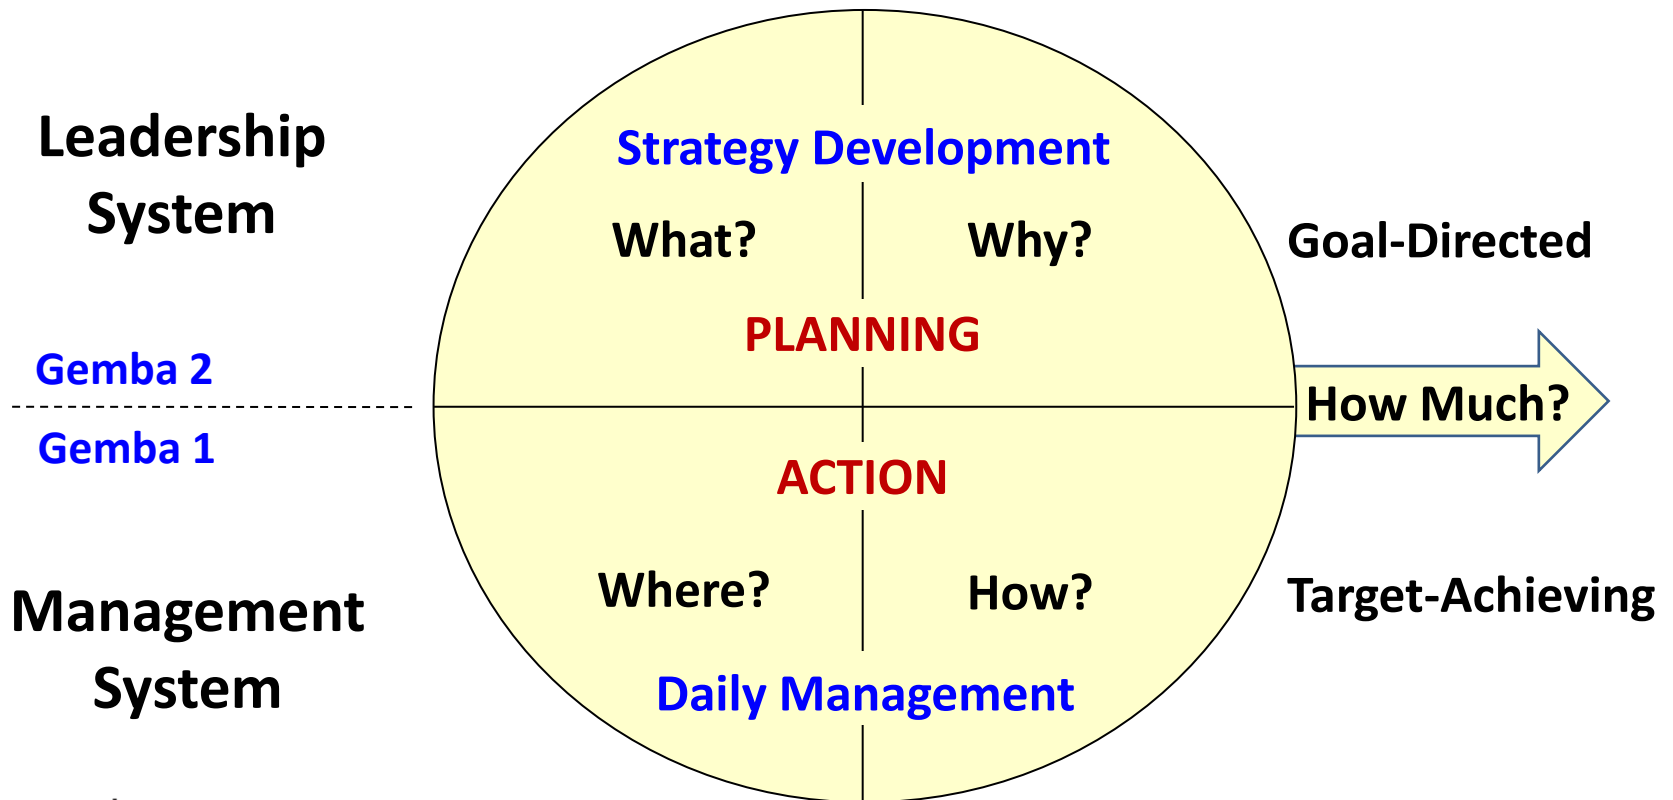 Leadership
System
Strategy Development
What?
Why?
Goal-Directed
PLANNING
Gemba 2
How Much?
Gemba 1
ACTION
Where?
How?
Target-Achieving
Management
System
Daily Management